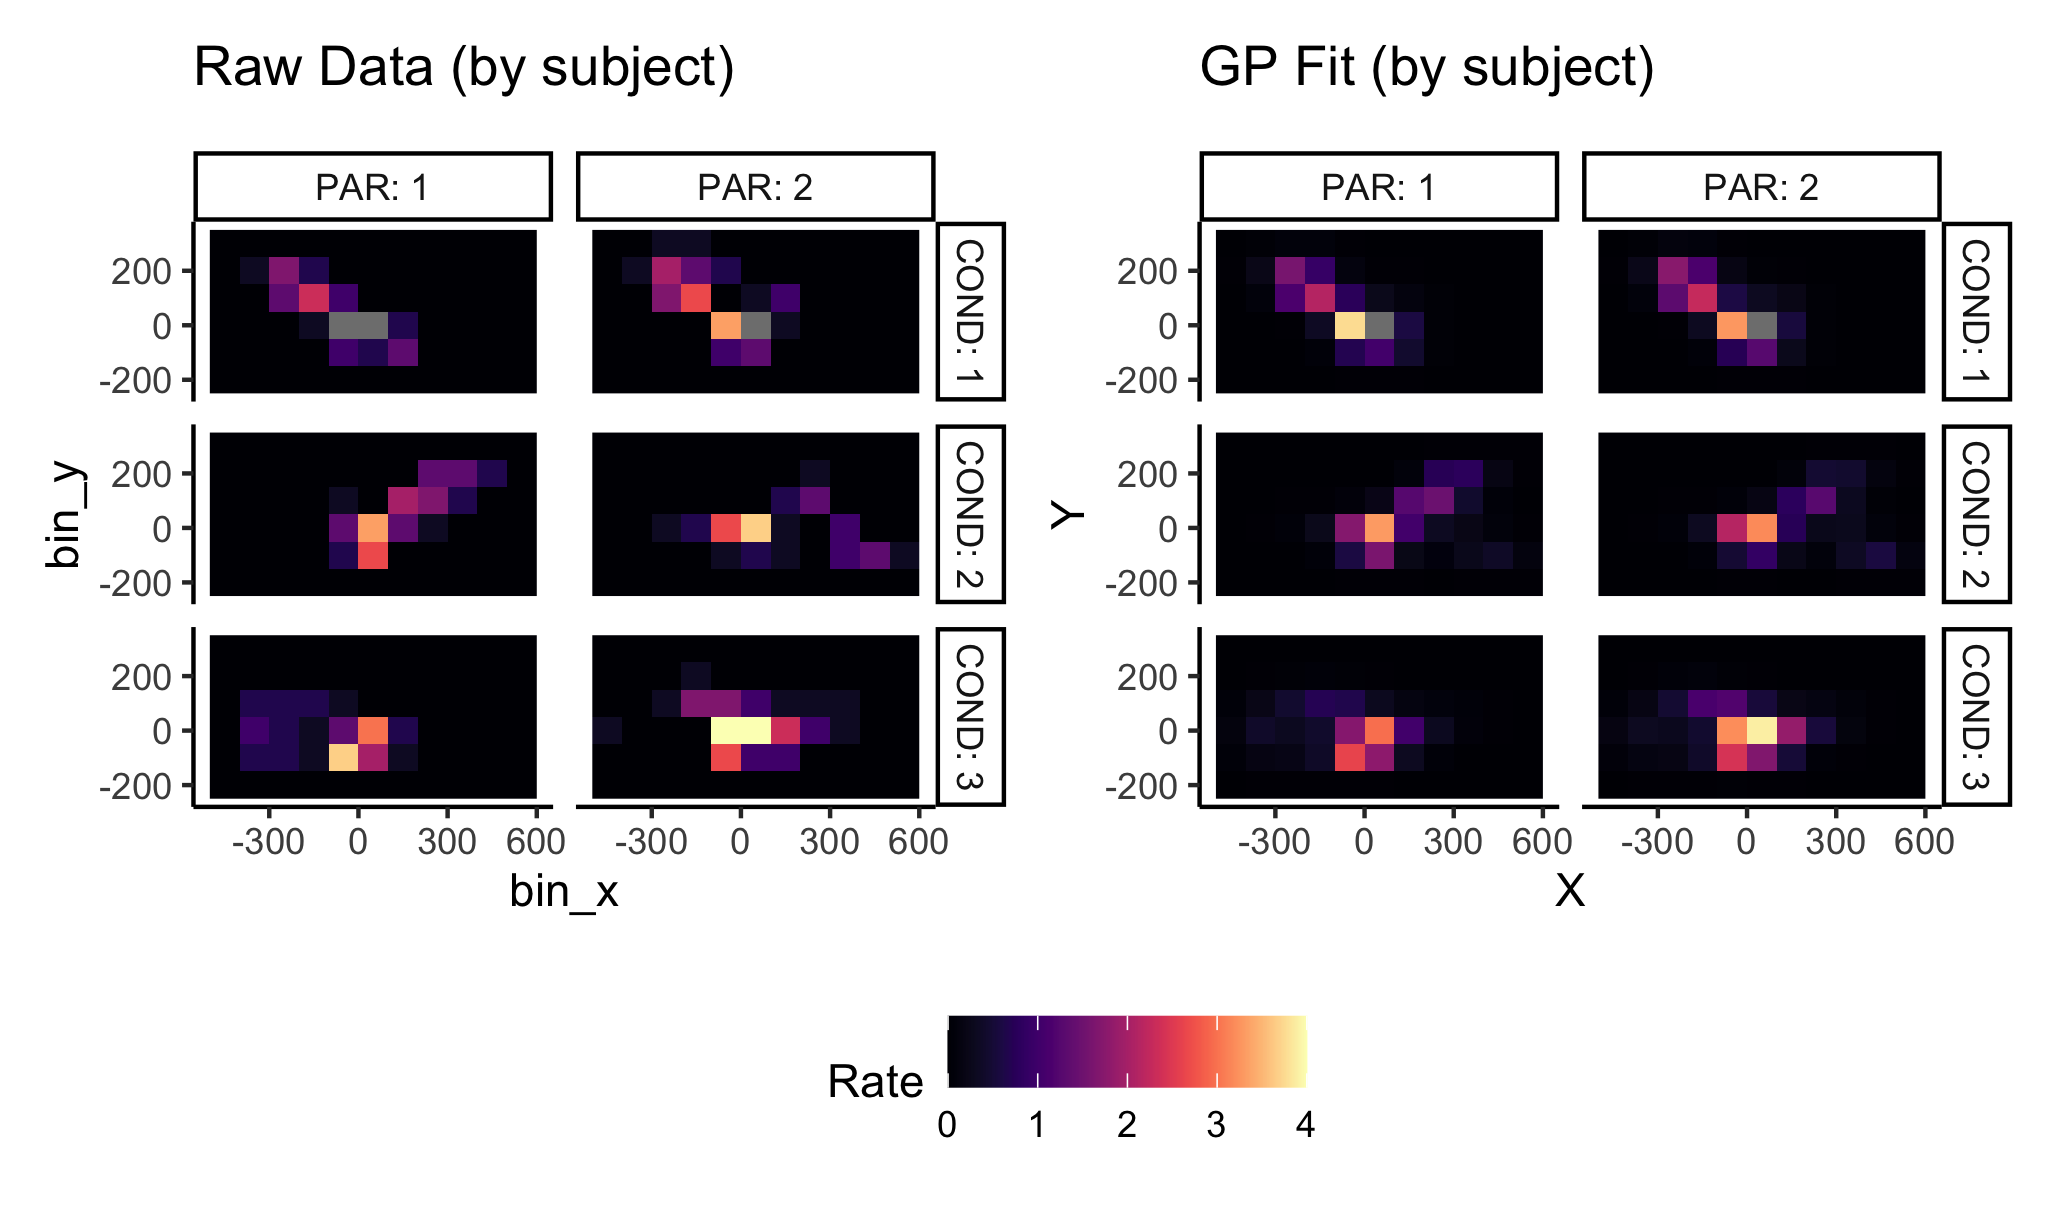 Raw Data (by subject)
GP Fit (by subject)
PAR: 1
PAR: 2
PAR: 1
PAR: 2
200
0
-200
COND: 1
200
0
-200
COND: 1
bin_y
200
0
-200
COND: 2
Y
200
0
-200
COND: 2
200
0
-200
COND: 3
200
0
-200
COND: 3
-300 0 300 600
-300 0 300 600
-300 0 300 600
-300 0 300 600
bin_x
X
Rate
0 1 2 3 4